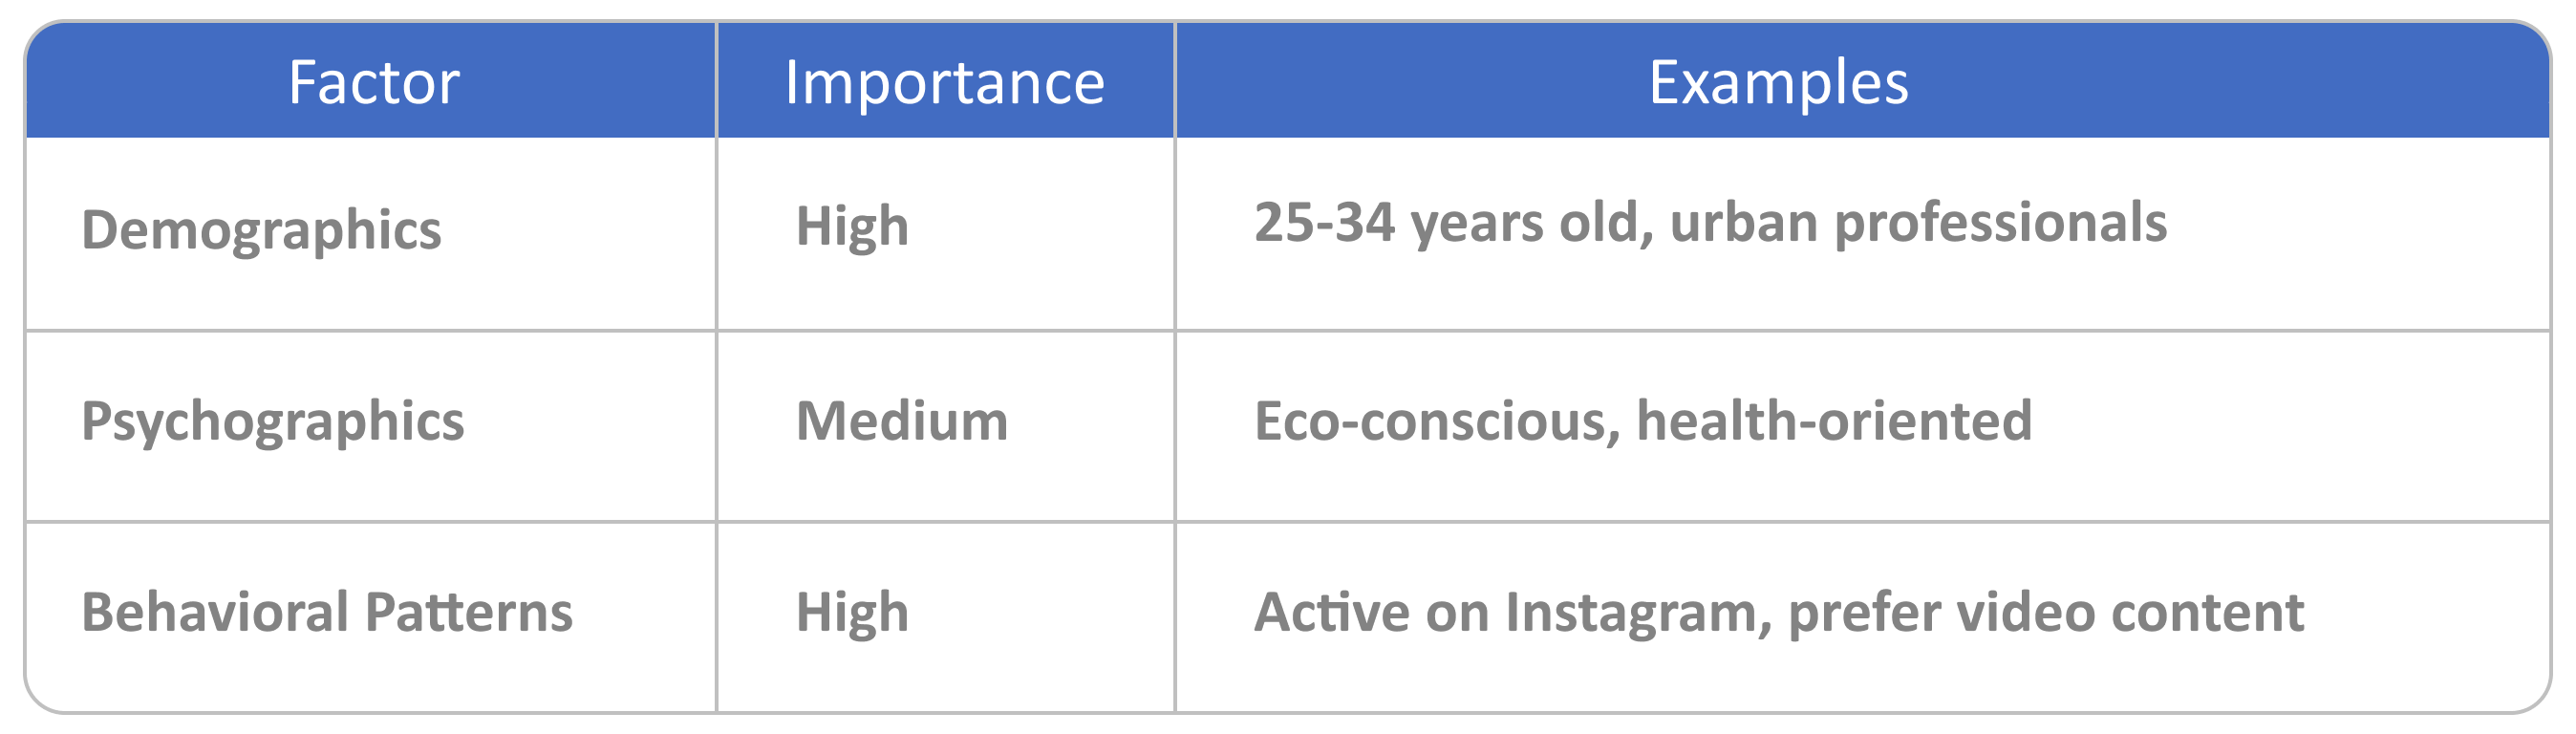 Factor Importance Examples
Demographics High 25-34 years old, urban professionals
Psychographics Medium Eco-conscious, health-oriented
Behavioral Patterns High Active on Instagram, prefer video content